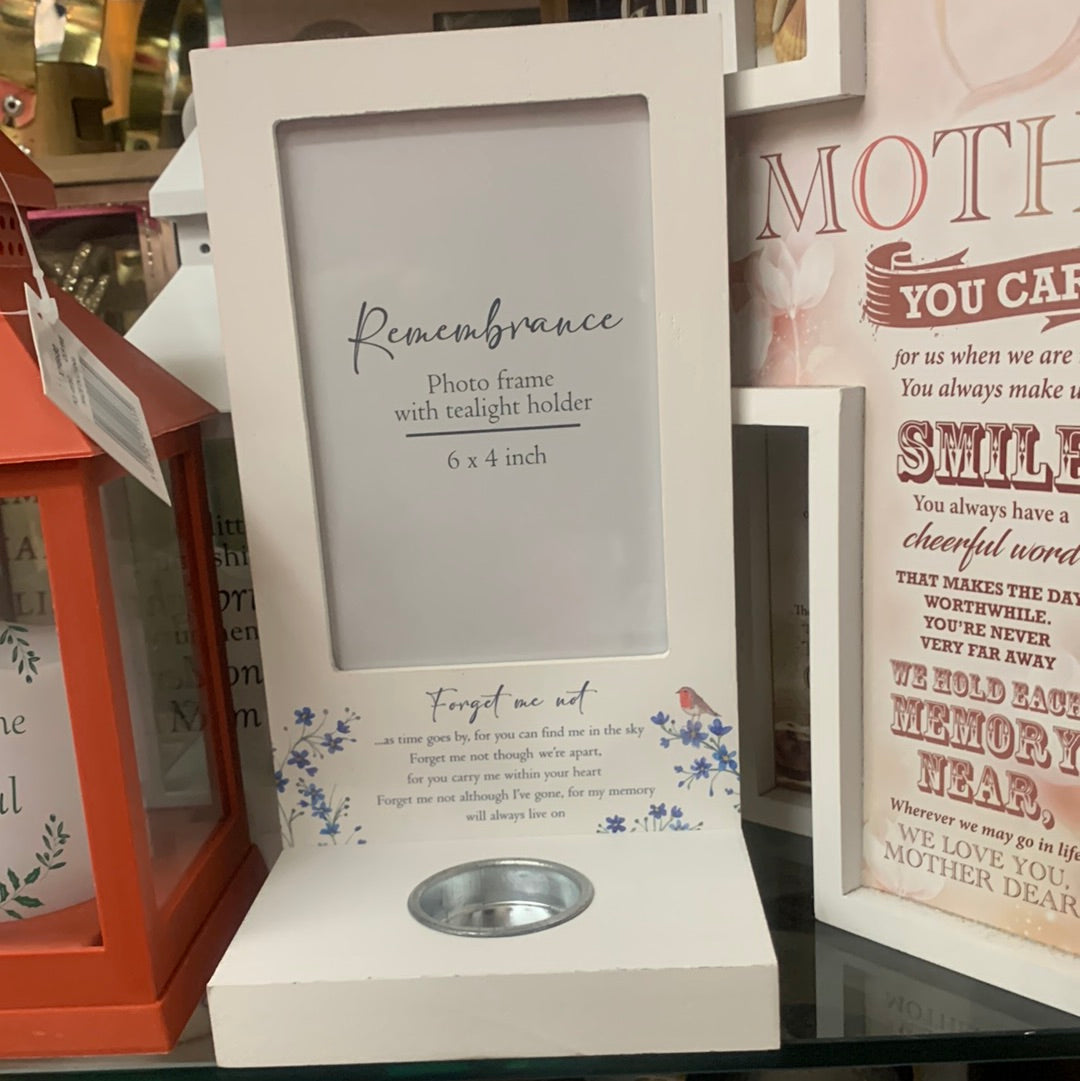 Remembrance
Photo frame
with tealight holder
6 x 4 inch
Forget me not
...as time goes by, for you can find me in the sky
Forget me not though we're apart,
for you carry me within your heart
Forget me not although I've gone, for my memory
will always live on
MOTH
YOU CAR
for us when we are
You always make u
SMILE
You always have a
cheerful word
THAT MAKES THE DAY
WORTHWHILE.
YOU'RE NEVER
VERY FAR AWAY
WE HOLD EACH
MEMORY
NEAR,
Wherever we may go in life
WE LOVE YOU,
MOTHER DEAR